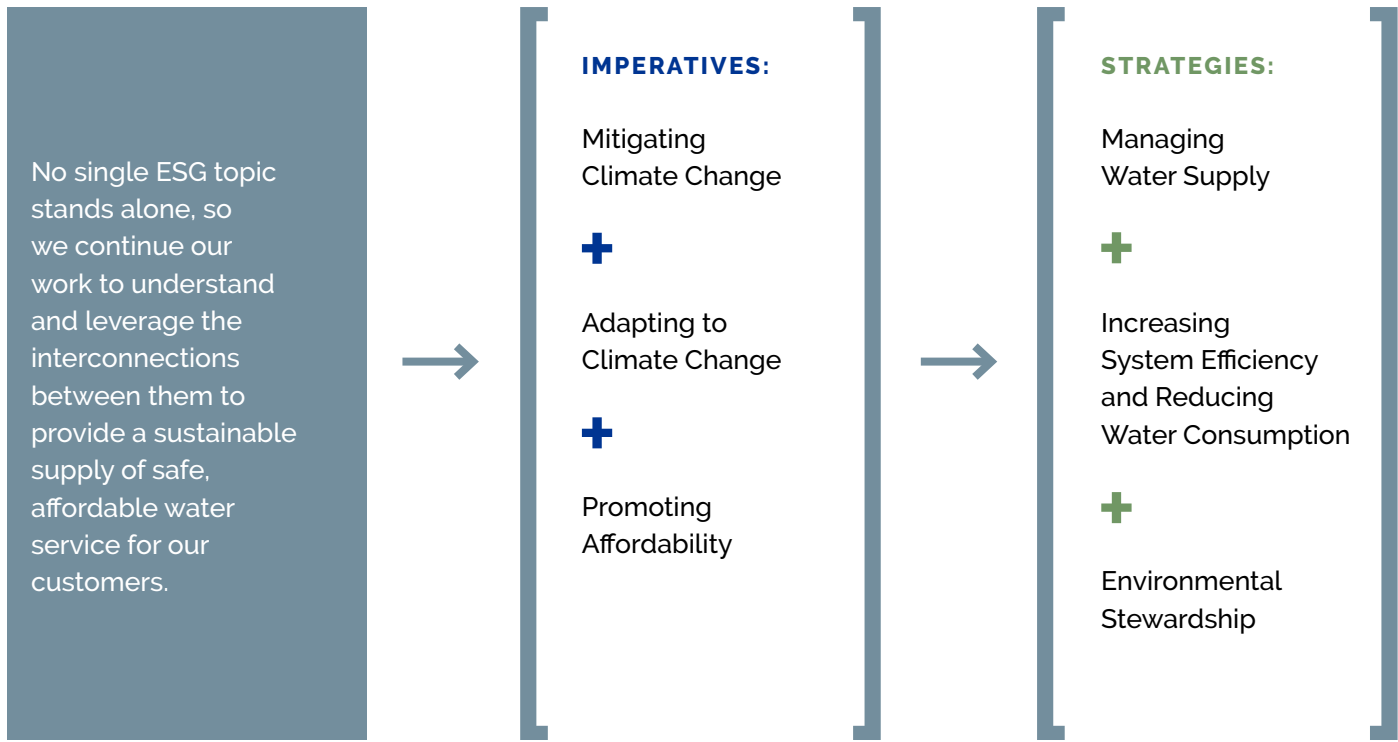 No single ESG topic
stands alone, so
we continue our
work to understand
and leverage the
interconnections
between them to
provide a sustainable
supply of safe,
affordable water
service for our
customers.
IMPERATIVES:
Mitigating
Climate Change
+
Adapting to
Climate Change
+
Promoting
Affordability
STRATEGIES:
Managing
Water Supply
+
Increasing
System Efficiency
and Reducing
Water Consumption
+
Environmental
Stewardship